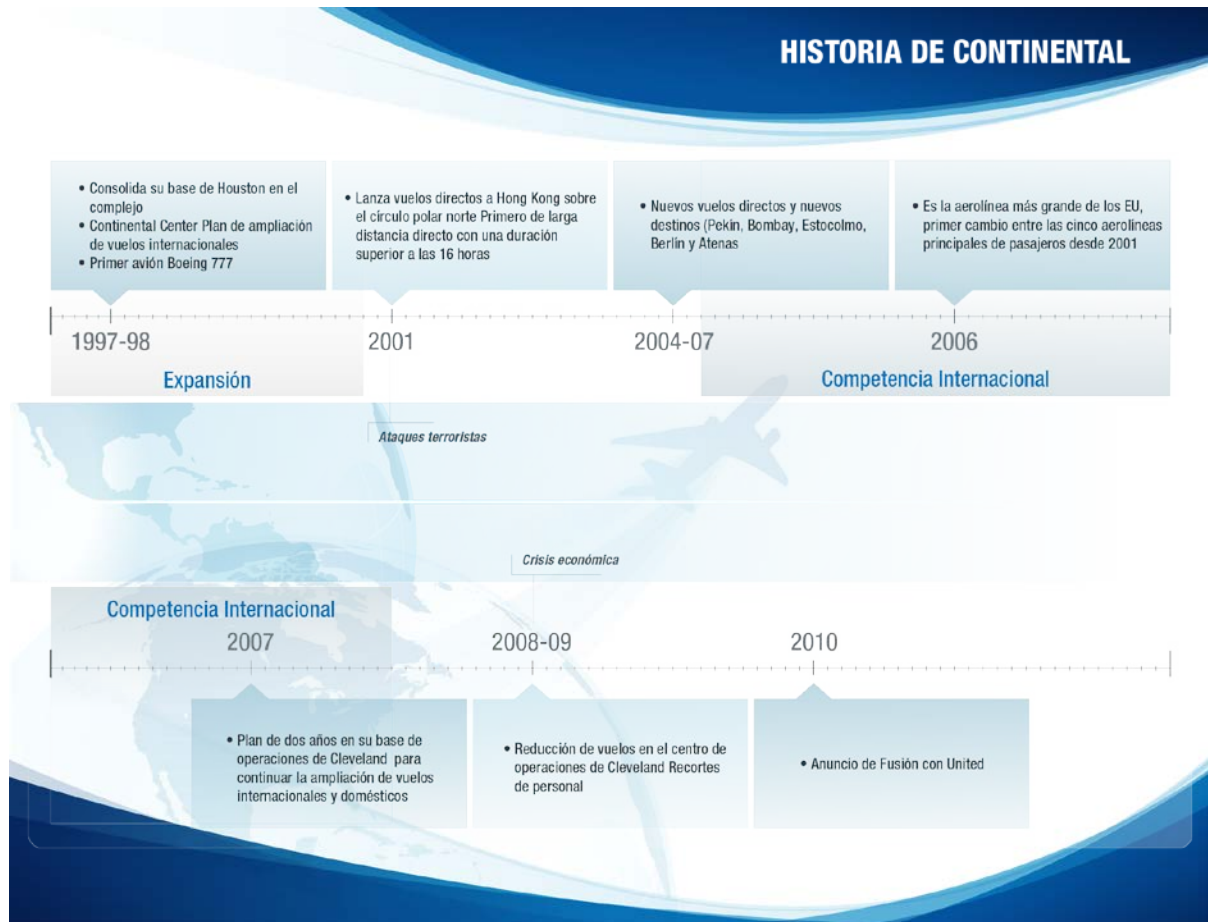 HISTORIA DE CONTINENTAL
• Consolida su base de Houston en el
complejo
• Continental Center Plan de ampliación
de vuelos internacionales
• Primer avión Boeing 777
• Lanza vuelos directos a Hong Kong sobre
el circulo polar norte Primero de larga
distancia directo con una duración
superior a las 16 horas
• Nuevos vuelos directos y nuevos
destinos (Pekin, Bombay, Estocolmo,
Berlin y Atenas
• Es la aerolínea más grande de los EU,
primer cambio entre las cinco aerolineas
principales de pasajeros desde 2001
1997-98
2001
2004-07
2006
Expansión
Competencia Internacional
Ataques terroristas
Crisis económica
Competencia Internacional
2007
2008-09
2010
• Plan de dos años en su base de
operaciones de Cleveland para
continuar la ampliación de vuelos
internacionales y domésticos
• Reducción de vuelos en el centro de
operaciones de Cleveland Recortes
de personal
• Anuncio de Fusión con United